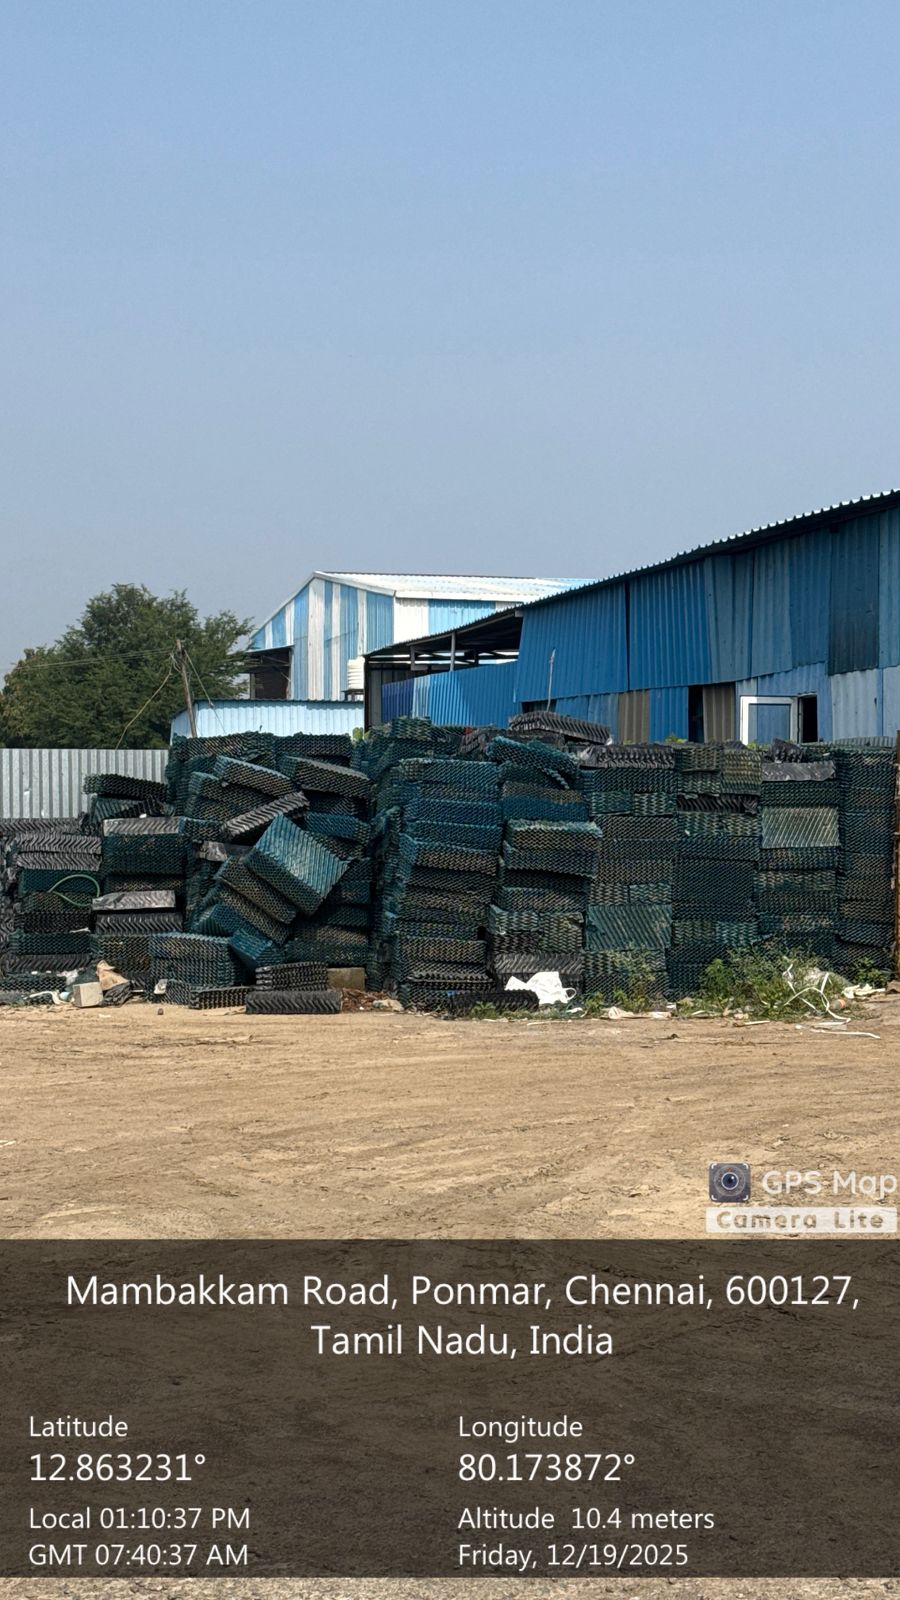 GPS Map
Camera Lite
Mambakkam Road, Ponmar, Chennai, 600127,
Tamil Nadu, India
Latitude
12.863231°
Longitude
80.173872°
Local 01:10:37 PM
GMT 07:40:37 AM
Altitude 10.4 meters
Friday, 12/19/2025